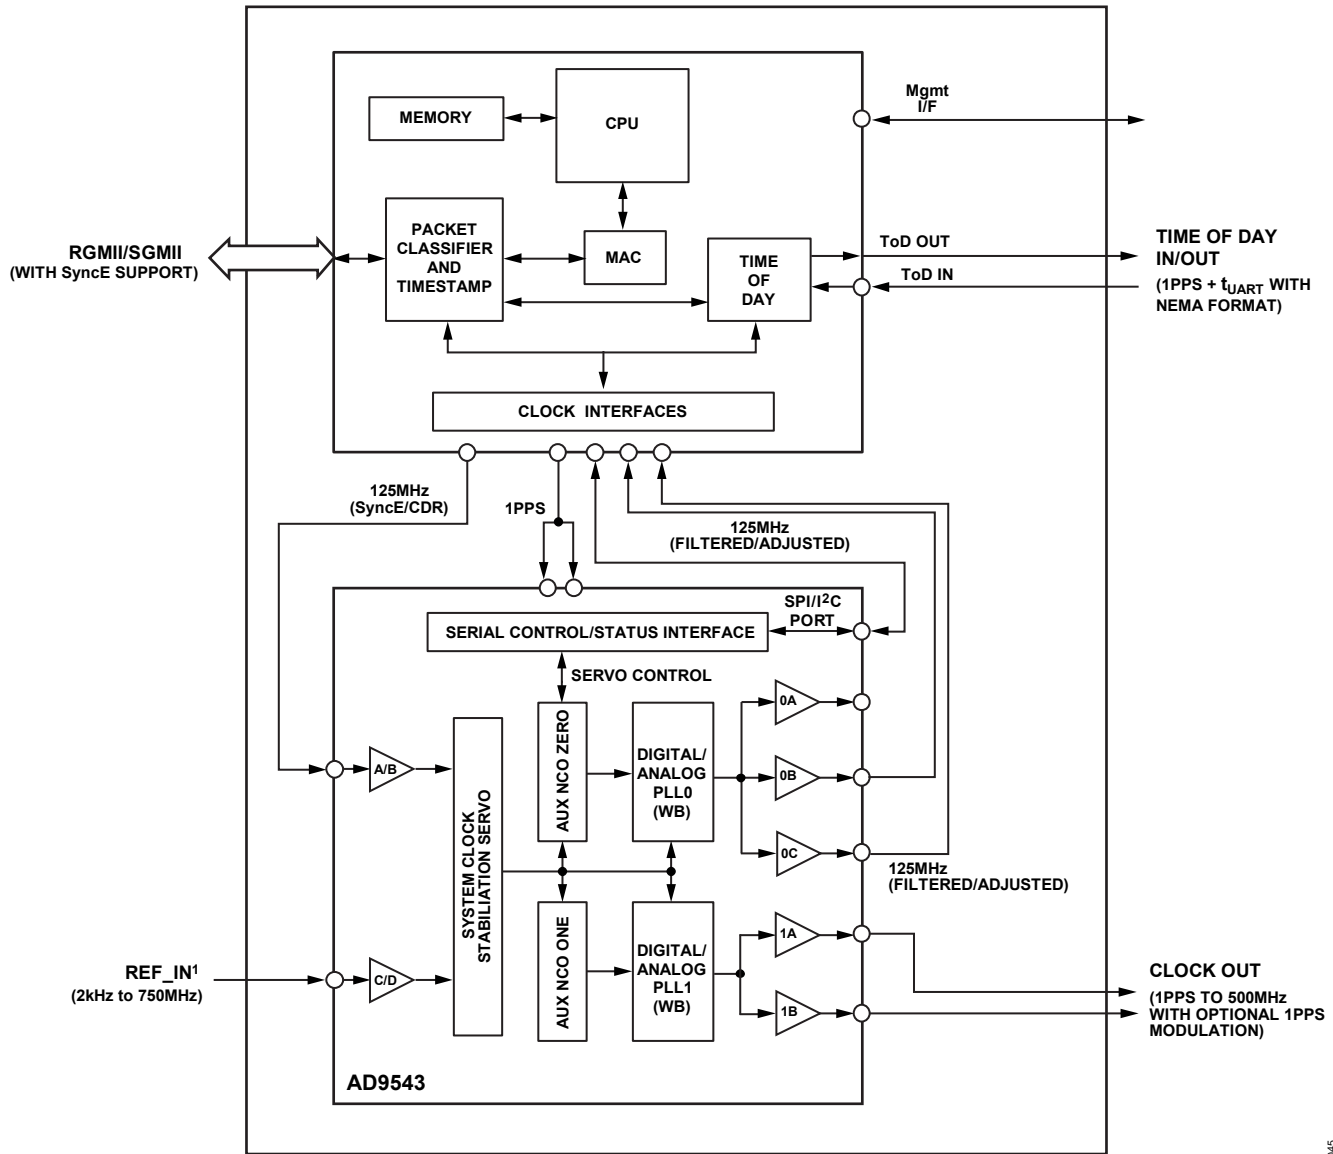 Mgmt
I/F
MEMORY
CPU
PACKET
CLASSIFIER
AND
TIMESTAMP
MAC
TIME
OF
DAY
RGMII/SGMII
(WITH SyncE SUPPORT)
ToD OUT
ToD IN
TIME OF DAY
IN/OUT
(1PPS + tUART WITH
NEMA FORMAT)
CLOCK INTERFACES
125MHz
(SyncE/CDR)
1PPS
125MHz
(FILTERED/ADJUSTED)
SPI/I2C
PORT
SERIAL CONTROL/STATUS INTERFACE
SERVO CONTROL
A/B
C/D
SYSTEM CLOCK
STABILIATION SERVO
AUX NCO ZERO
DIGITAL/
ANALOG
PLL0
(WB)
0A
0B
0C
125MHz
(FILTERED/ADJUSTED)
AUX NCO ONE
DIGITAL/
ANALOG
PLL1
(WB)
1A
1B
REF_IN1
(2kHz to 750MHz)
CLOCK OUT
(1PPS TO 500MHz
WITH OPTIONAL 1PPS
MODULATION)
AD9543